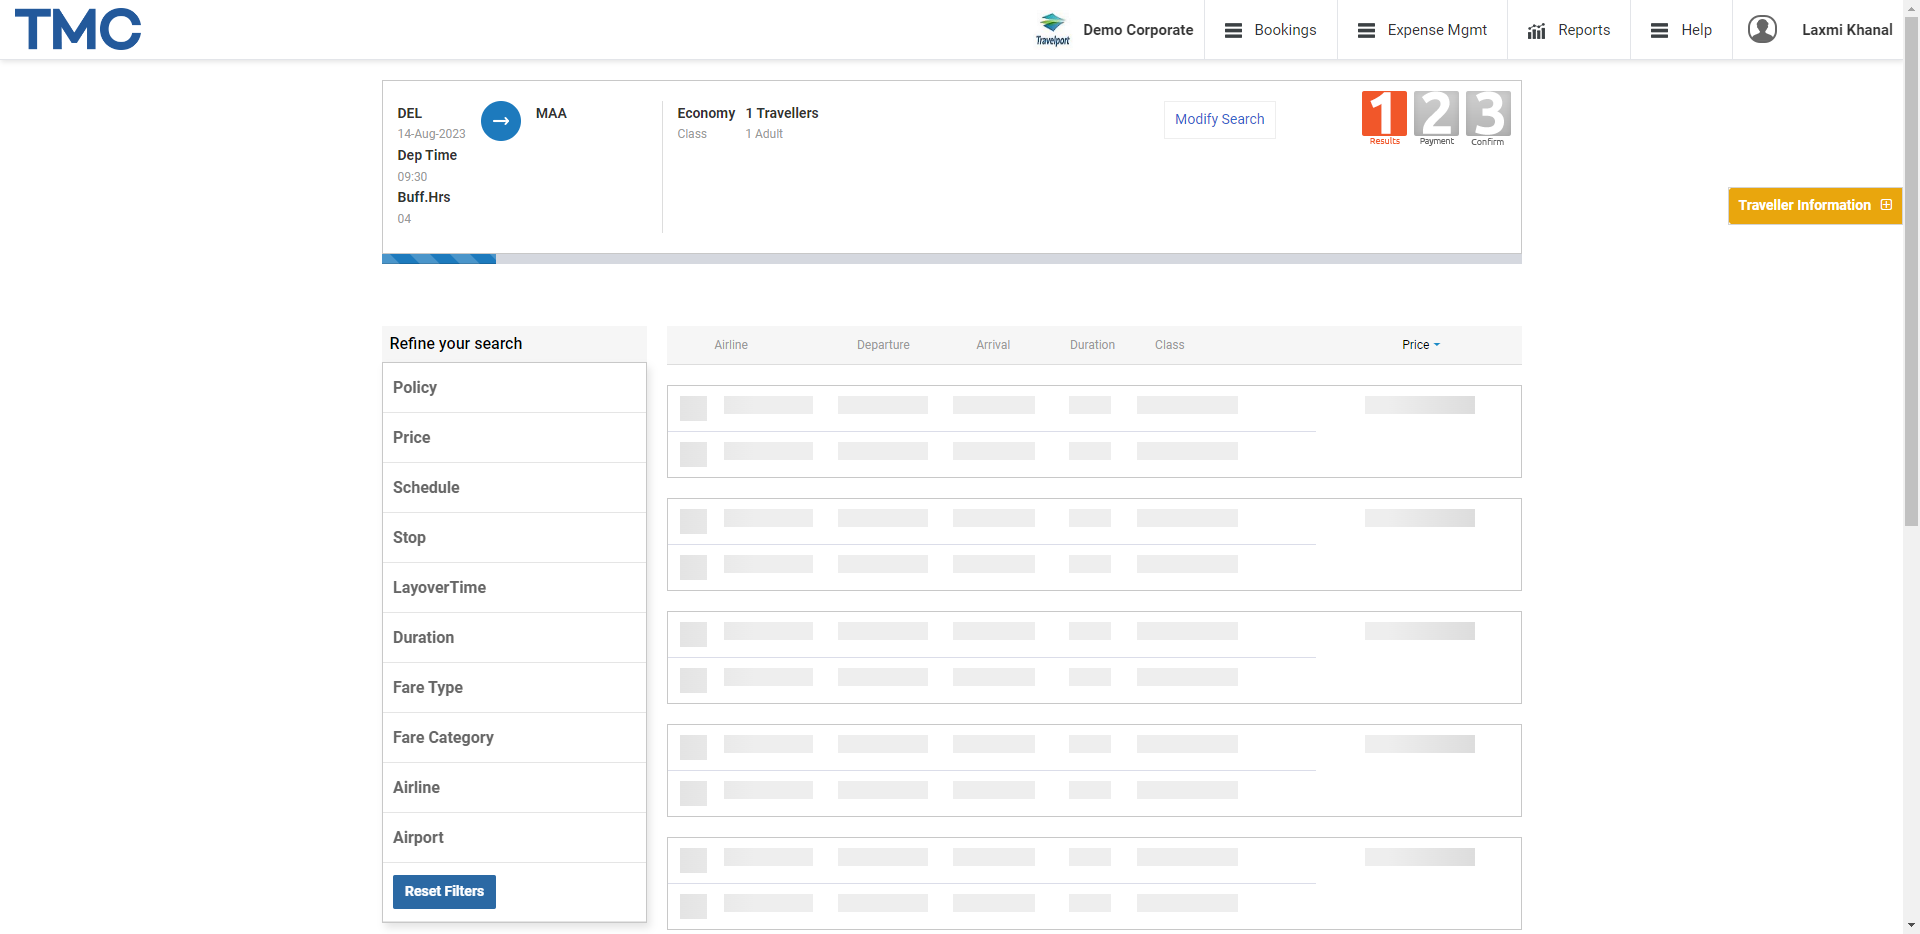 TMC
Travelport
Demo Corporate
Bookings
Expense Mgmt
Reports
Help
Laxmi Khanal
DEL
14-Aug-2023
MAA
Dep Time
09:30
Buff.Hrs
04
Economy
Class
1 Travellers
1 Adult
Modify Search
1
Results
2
Payment
3
Confirm
Traveller Information
Refine your search
Policy
Price
Schedule
Stop
LayoverTime
Duration
Fare Type
Fare Category
Airline
Airport
Reset Filters
Airline Departure Arrival Duration Class Price